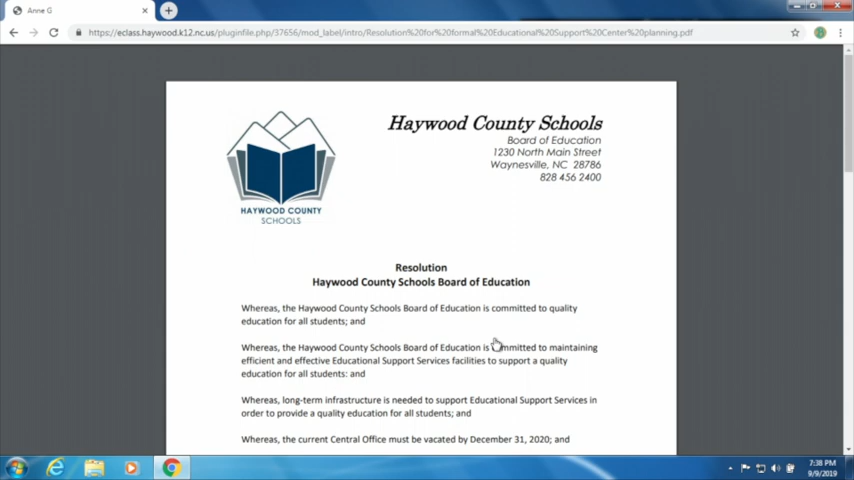 Anne G
https://eclass.haywood.k12.nc.us/pluginfile.php/37656/mod_label/intro/Resolution%20for%20formal%20Educational%20Support%20Center%20planning.pdf
Haywood County Schools
Board of Education
1230 North Main Street
Waynesville, NC 28786
828 456 2400
HAYWOOD COUNTY
SCHOOLS
Resolution
Haywood County Schools Board of Education
Whereas, the Haywood County Schools Board of Education is committed to quality
education for all students; and
Whereas, the Haywood County Schools Board of Education is committed to maintaining
efficient and effective Educational Support Services facilities to support a quality
education for all students: and
Whereas, long-term infrastructure is needed to support Educational Support Services in
order to provide a quality education for all students; and
Whereas, the current Central Office must be vacated by December 31, 2020; and
7:38 PM
9/9/2019